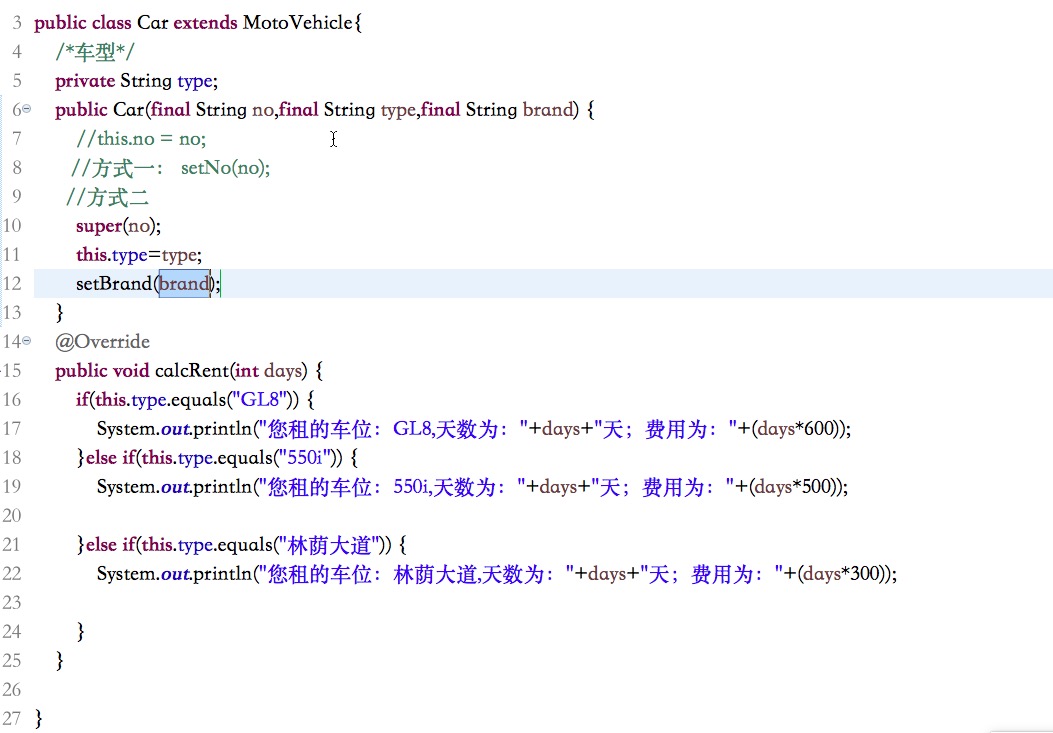 3 public class Car extends MotoVehicle{
4 /*车型*/
5 private String type;
6 public Car(final String no,final String type,final String brand) {
7 //this.no = no;
8 //方式一： setNo(no);
9 //方式二
10 super(no);
11 this.type=type;
12 setBrand(brand);
13 }
14 @Override
15 public void calcRent(int days) {
16 if(this.type.equals("GL8")) {
17 System.out.println("您租的车位：GL8,天数为："+days+"天；费用为："+(days*600));
18 }else if(this.type.equals("550i")) {
19 System.out.println("您租的车位：550i,天数为："+days+"天；费用为："+(days*500));
20
21 }else if(this.type.equals("林荫大道")) {
22 System.out.println("您租的车位：林荫大道,天数为："+days+"天；费用为："+(days*300));
23
24 }
25 }
26
27 }